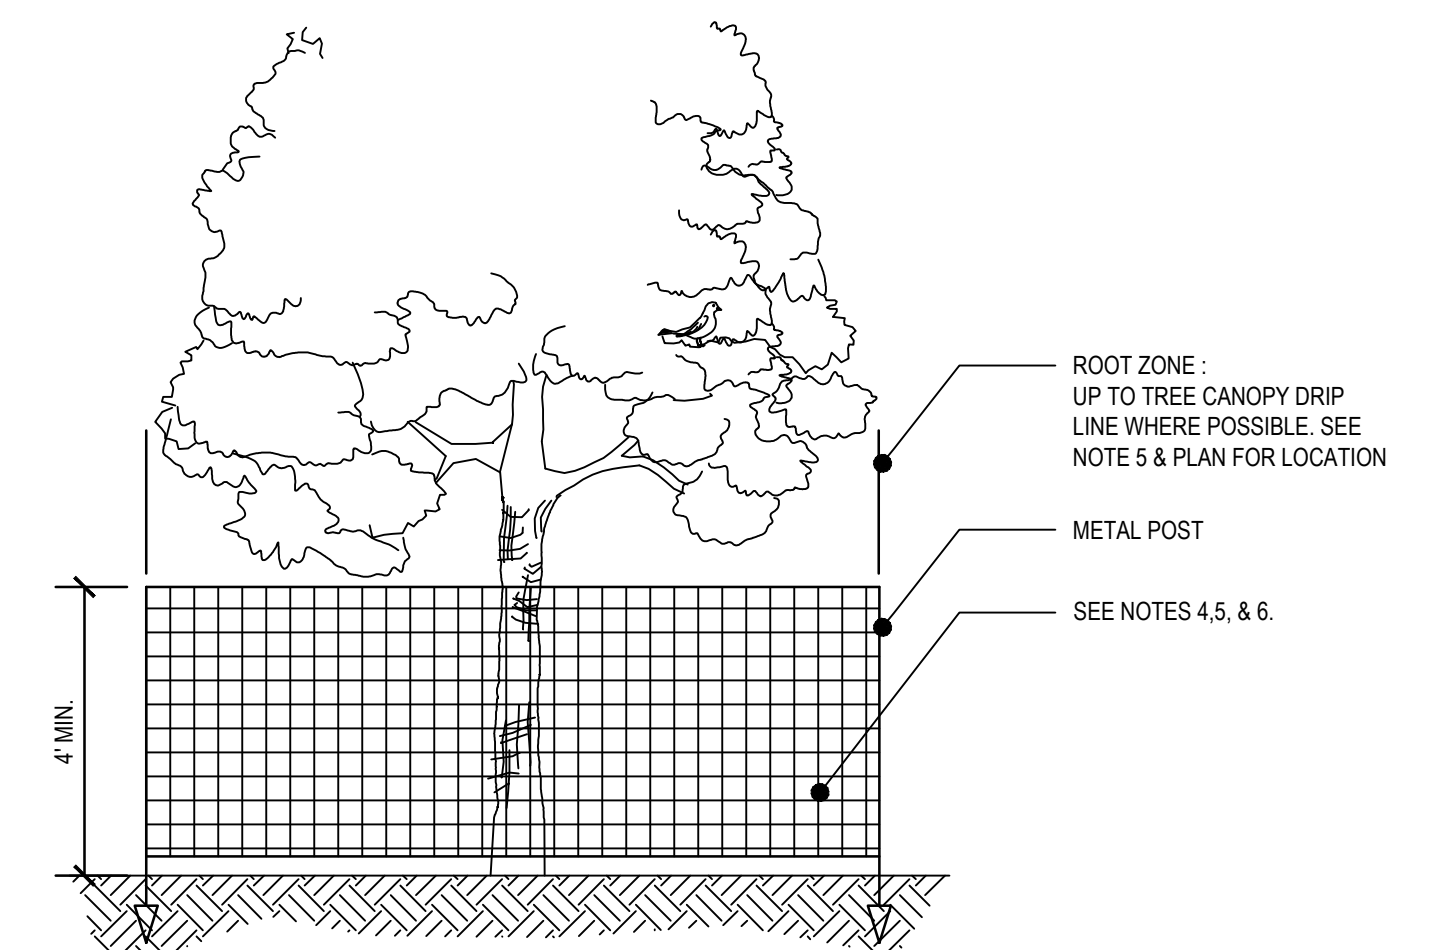 ROOT ZONE :
UP TO TREE CANOPY DRIP
LINE WHERE POSSIBLE. SEE
NOTE 5 & PLAN FOR LOCATION
METAL POST
SEE NOTES 4,5, & 6.
4' MIN.